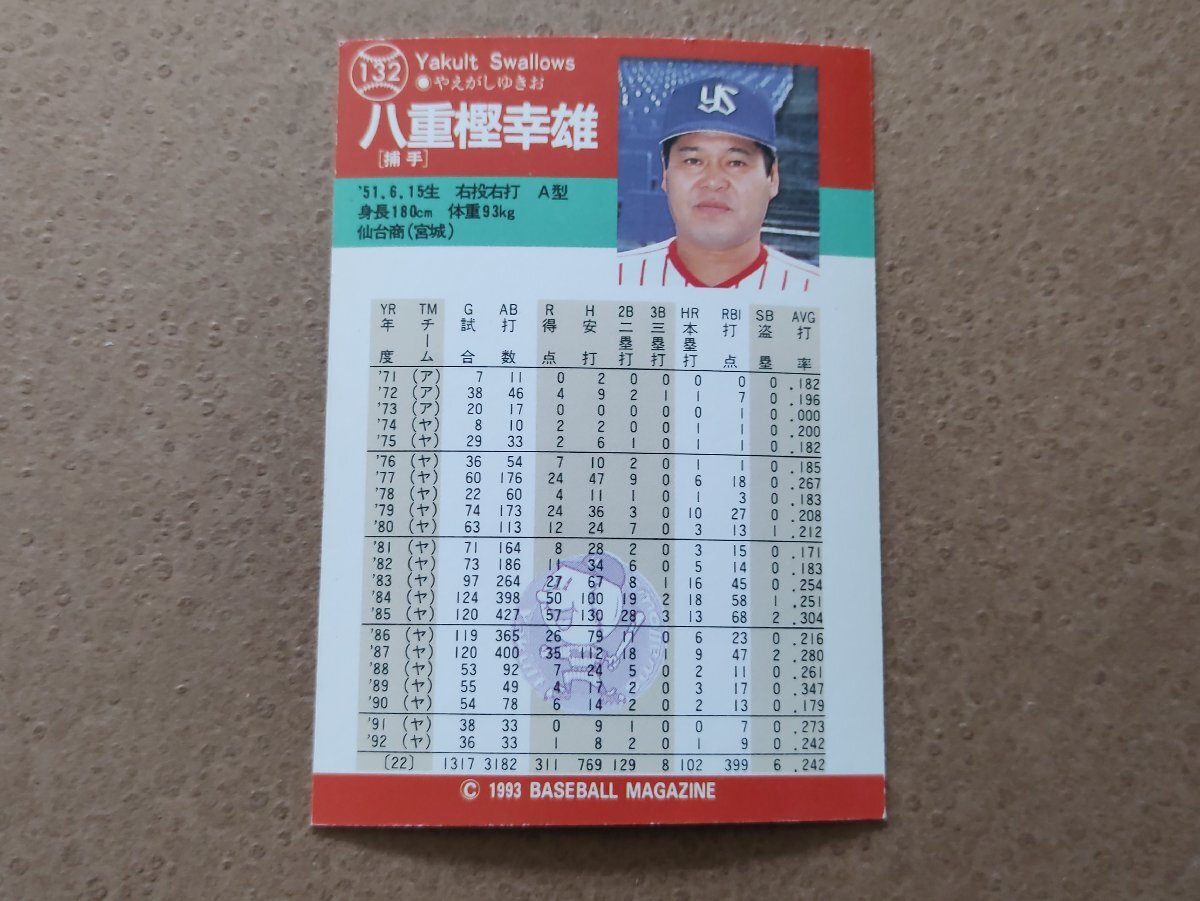 132
Yakult Swallows
●やえがしゆきお
八重樫幸雄
[捕手]
YS
'51.6.15生 右投右打 A型
身長180cm 体重93kg
仙台商(宮城)
YR TM G AB R H 2B 3B HR RBI SB AVG
年度 チーム 試合 打数 得点 安打 二塁打 三塁打 本塁打 打点 盗塁 打率
'71 (ア) 7 11 0 2 0 0 0 0 0 .182
'72 (ア) 38 46 4 9 2 1 1 7 0 .196
'73 (ア) 20 17 0 0 0 0 0 1 0 .000
'74 (ヤ) 8 10 2 2 0 0 1 1 0 .200
'75 (ヤ) 29 33 2 6 1 0 1 1 0 .182
'76 (ヤ) 36 54 7 10 2 0 1 1 0 .185
'77 (ヤ) 60 176 24 47 9 0 6 18 0 .267
'78 (ヤ) 22 60 4 11 1 0 1 3 0 .183
'79 (ヤ) 74 173 24 36 3 0 10 27 0 .208
'80 (ヤ) 63 113 12 24 7 0 3 13 1 .212
'81 (ヤ) 71 164 8 28 2 0 3 15 0 .171
'82 (ヤ) 73 186 11 34 6 0 5 14 0 .183
'83 (ヤ) 97 264 27 67 8 1 16 45 0 .254
'84 (ヤ) 124 398 50 100 19 2 18 58 1 .251
'85 (ヤ) 120 427 57 130 28 3 13 68 2 .304
'86 (ヤ) 119 365 26 79 11 0 6 23 0 .216
'87 (ヤ) 120 400 35 112 18 1 9 47 2 .280
'88 (ヤ) 53 92 7 24 5 0 2 11 0 .261
'89 (ヤ) 55 49 4 17 2 0 3 17 0 .347
'90 (ヤ) 54 78 6 14 2 0 2 13 0 .179
'91 (ヤ) 38 33 0 9 1 0 0 7 0 .273
'92 (ヤ) 36 33 1 8 2 0 1 9 0 .242
[22] 1317 3182 311 769 129 8 102 399 6 .242
© 1993 BASEBALL MAGAZINE